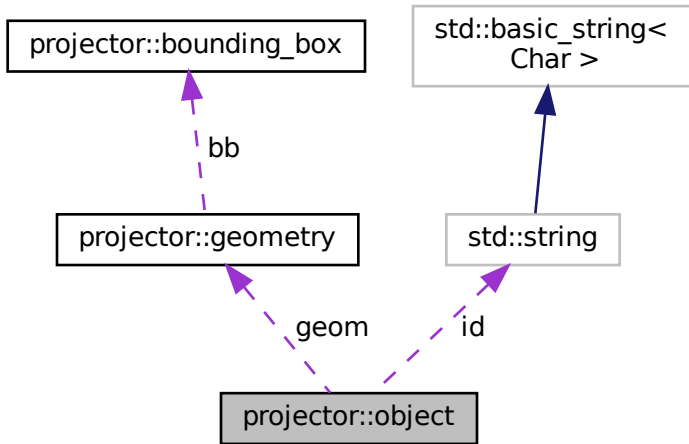 projector::bounding_box
std::basic_string<
Char >
bb
projector::geometry
std::string
geom
id
projector::object